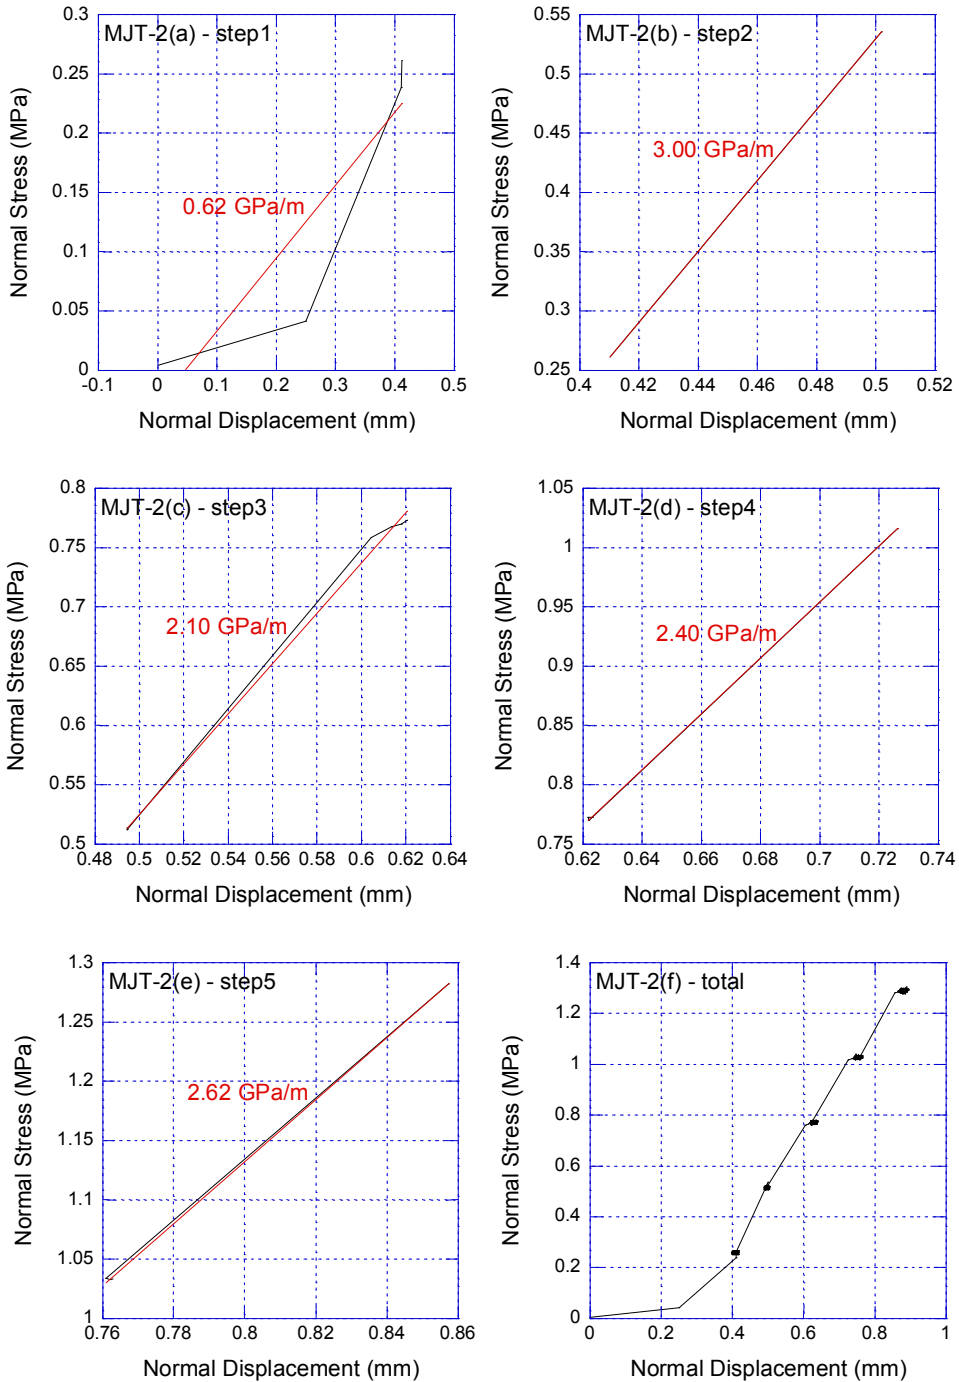 MJT-2(a) - step1
0.3
0.25
0.2
0.15
0.1
0.05
0
-0.1 0 0.1 0.2 0.3 0.4 0.5
Normal Stress (MPa)
Normal Displacement (mm)
0.62 GPa/m
MJT-2(b) - step2
0.55
0.5
0.45
0.4
0.35
0.3
0.25
0.4 0.42 0.44 0.46 0.48 0.5 0.52
Normal Stress (MPa)
Normal Displacement (mm)
3.00 GPa/m
MJT-2(c) - step3
0.8
0.75
0.7
0.65
0.6
0.55
0.5
0.48 0.5 0.52 0.54 0.56 0.58 0.6 0.62 0.64
Normal Stress (MPa)
Normal Displacement (mm)
2.10 GPa/m
MJT-2(d) - step4
1.05
1
0.95
0.9
0.85
0.8
0.75
0.62 0.64 0.66 0.68 0.7 0.72 0.74
Normal Stress (MPa)
Normal Displacement (mm)
2.40 GPa/m
MJT-2(e) - step5
1.3
1.25
1.2
1.15
1.1
1.05
1
0.76 0.78 0.8 0.82 0.84 0.86
Normal Stress (MPa)
Normal Displacement (mm)
2.62 GPa/m
MJT-2(f) - total
1.4
1.2
1
0.8
0.6
0.4
0.2
0
0 0.2 0.4 0.6 0.8 1
Normal Stress (MPa)
Normal Displacement (mm)